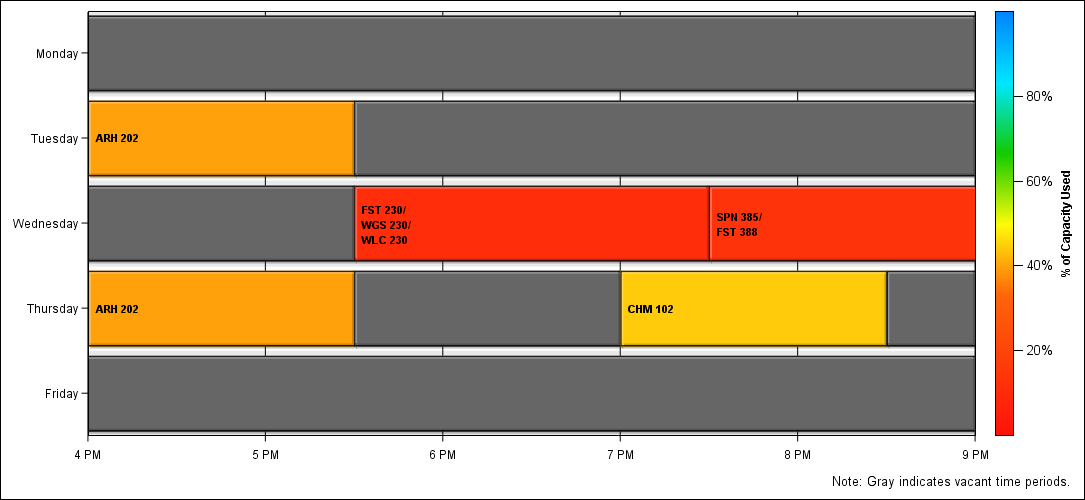 Monday
Tuesday
ARH 202
Wednesday
FST 230/
WGS 230/
WLC 230
SPN 385/
FST 388
Thursday
ARH 202
CHM 102
Friday
4 PM
5 PM
6 PM
7 PM
8 PM
9 PM
80%
60%
40%
20%
% of Capacity Used
Note: Gray indicates vacant time periods.